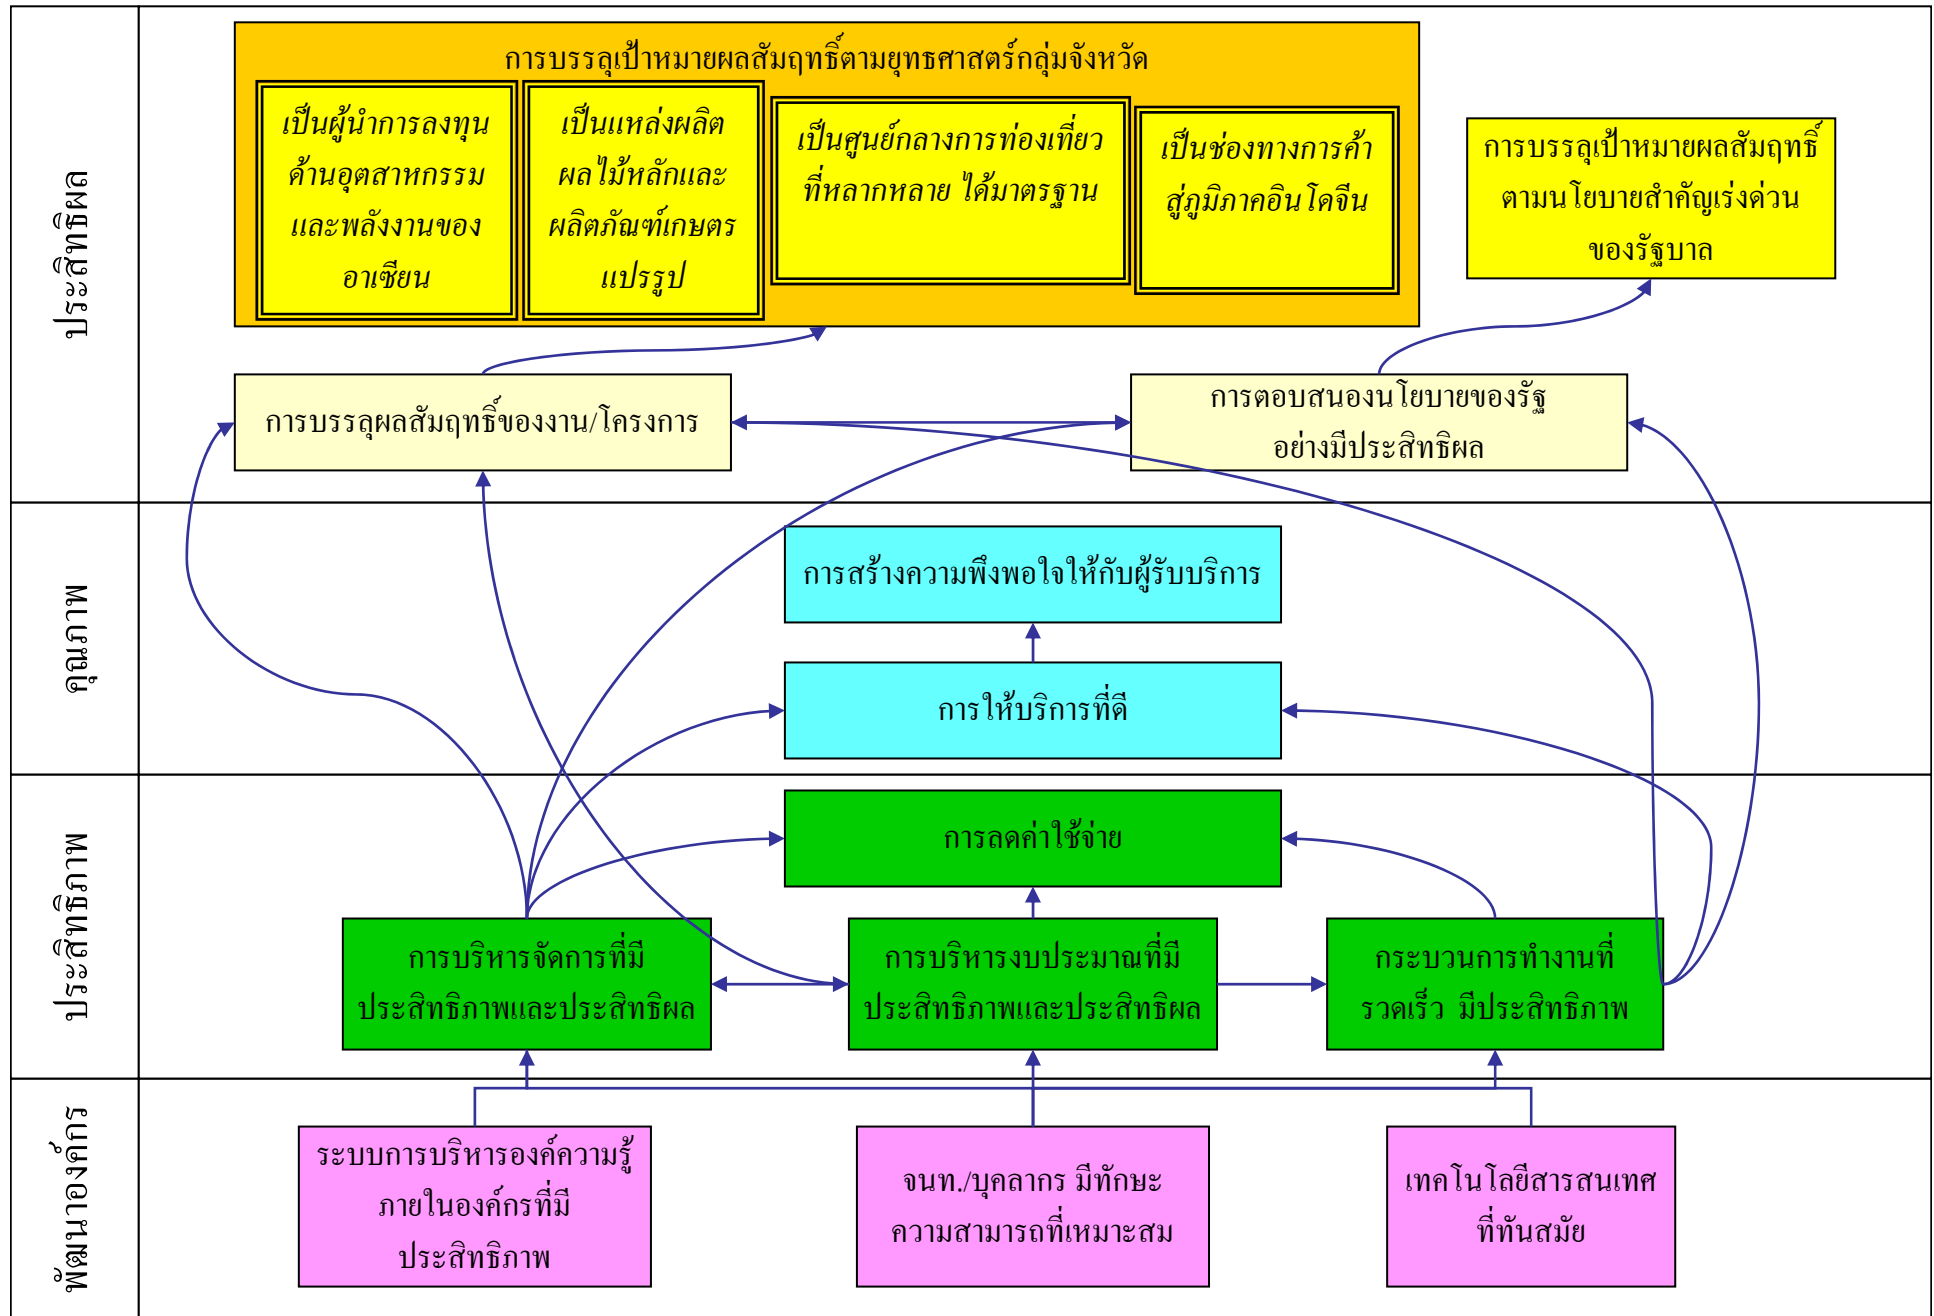 ประสิทธิผล
การบรรลุเป้าหมายผลสัมฤทธิ์ตามยุทธศาสตร์กลุ่มจังหวัด
เป็นผู้นำการลงทุน
ด้านอุตสาหกรรม
และพลังงานของ
อาเซียน
เป็นแหล่งผลิต
ผลไม้หลักและ
ผลิตภัณฑ์เกษตร
แปรรูป
เป็นศูนย์กลางการท่องเที่ยว
ที่หลากหลาย ได้มาตรฐาน
เป็นช่องทางการค้า
สู่ภูมิภาคอินโดจีน
การบรรลุเป้าหมายผลสัมฤทธิ์
ตามนโยบายสำคัญเร่งด่วน
ของรัฐบาล
การบรรลุผลสัมฤทธิ์ของงาน/โครงการ
การตอบสนองนโยบายของรัฐ
อย่างมีประสิทธิผล
คุณภาพ
การสร้างความพึงพอใจให้กับผู้รับบริการ
การให้บริการที่ดี
ประสิทธิภาพ
การลดค่าใช้จ่าย
การบริหารจัดการที่มี
ประสิทธิภาพและประสิทธิผล
การบริหารงบประมาณที่มี
ประสิทธิภาพและประสิทธิผล
กระบวนการทำงานที่
รวดเร็ว มีประสิทธิภาพ
พัฒนาองค์กร
ระบบการบริหารองค์ความรู้
ภายในองค์กรที่มี
ประสิทธิภาพ
จนท./บุคลากร มีทักษะ
ความสามารถที่เหมาะสม
เทคโนโลยีสารสนเทศ
ที่ทันสมัย